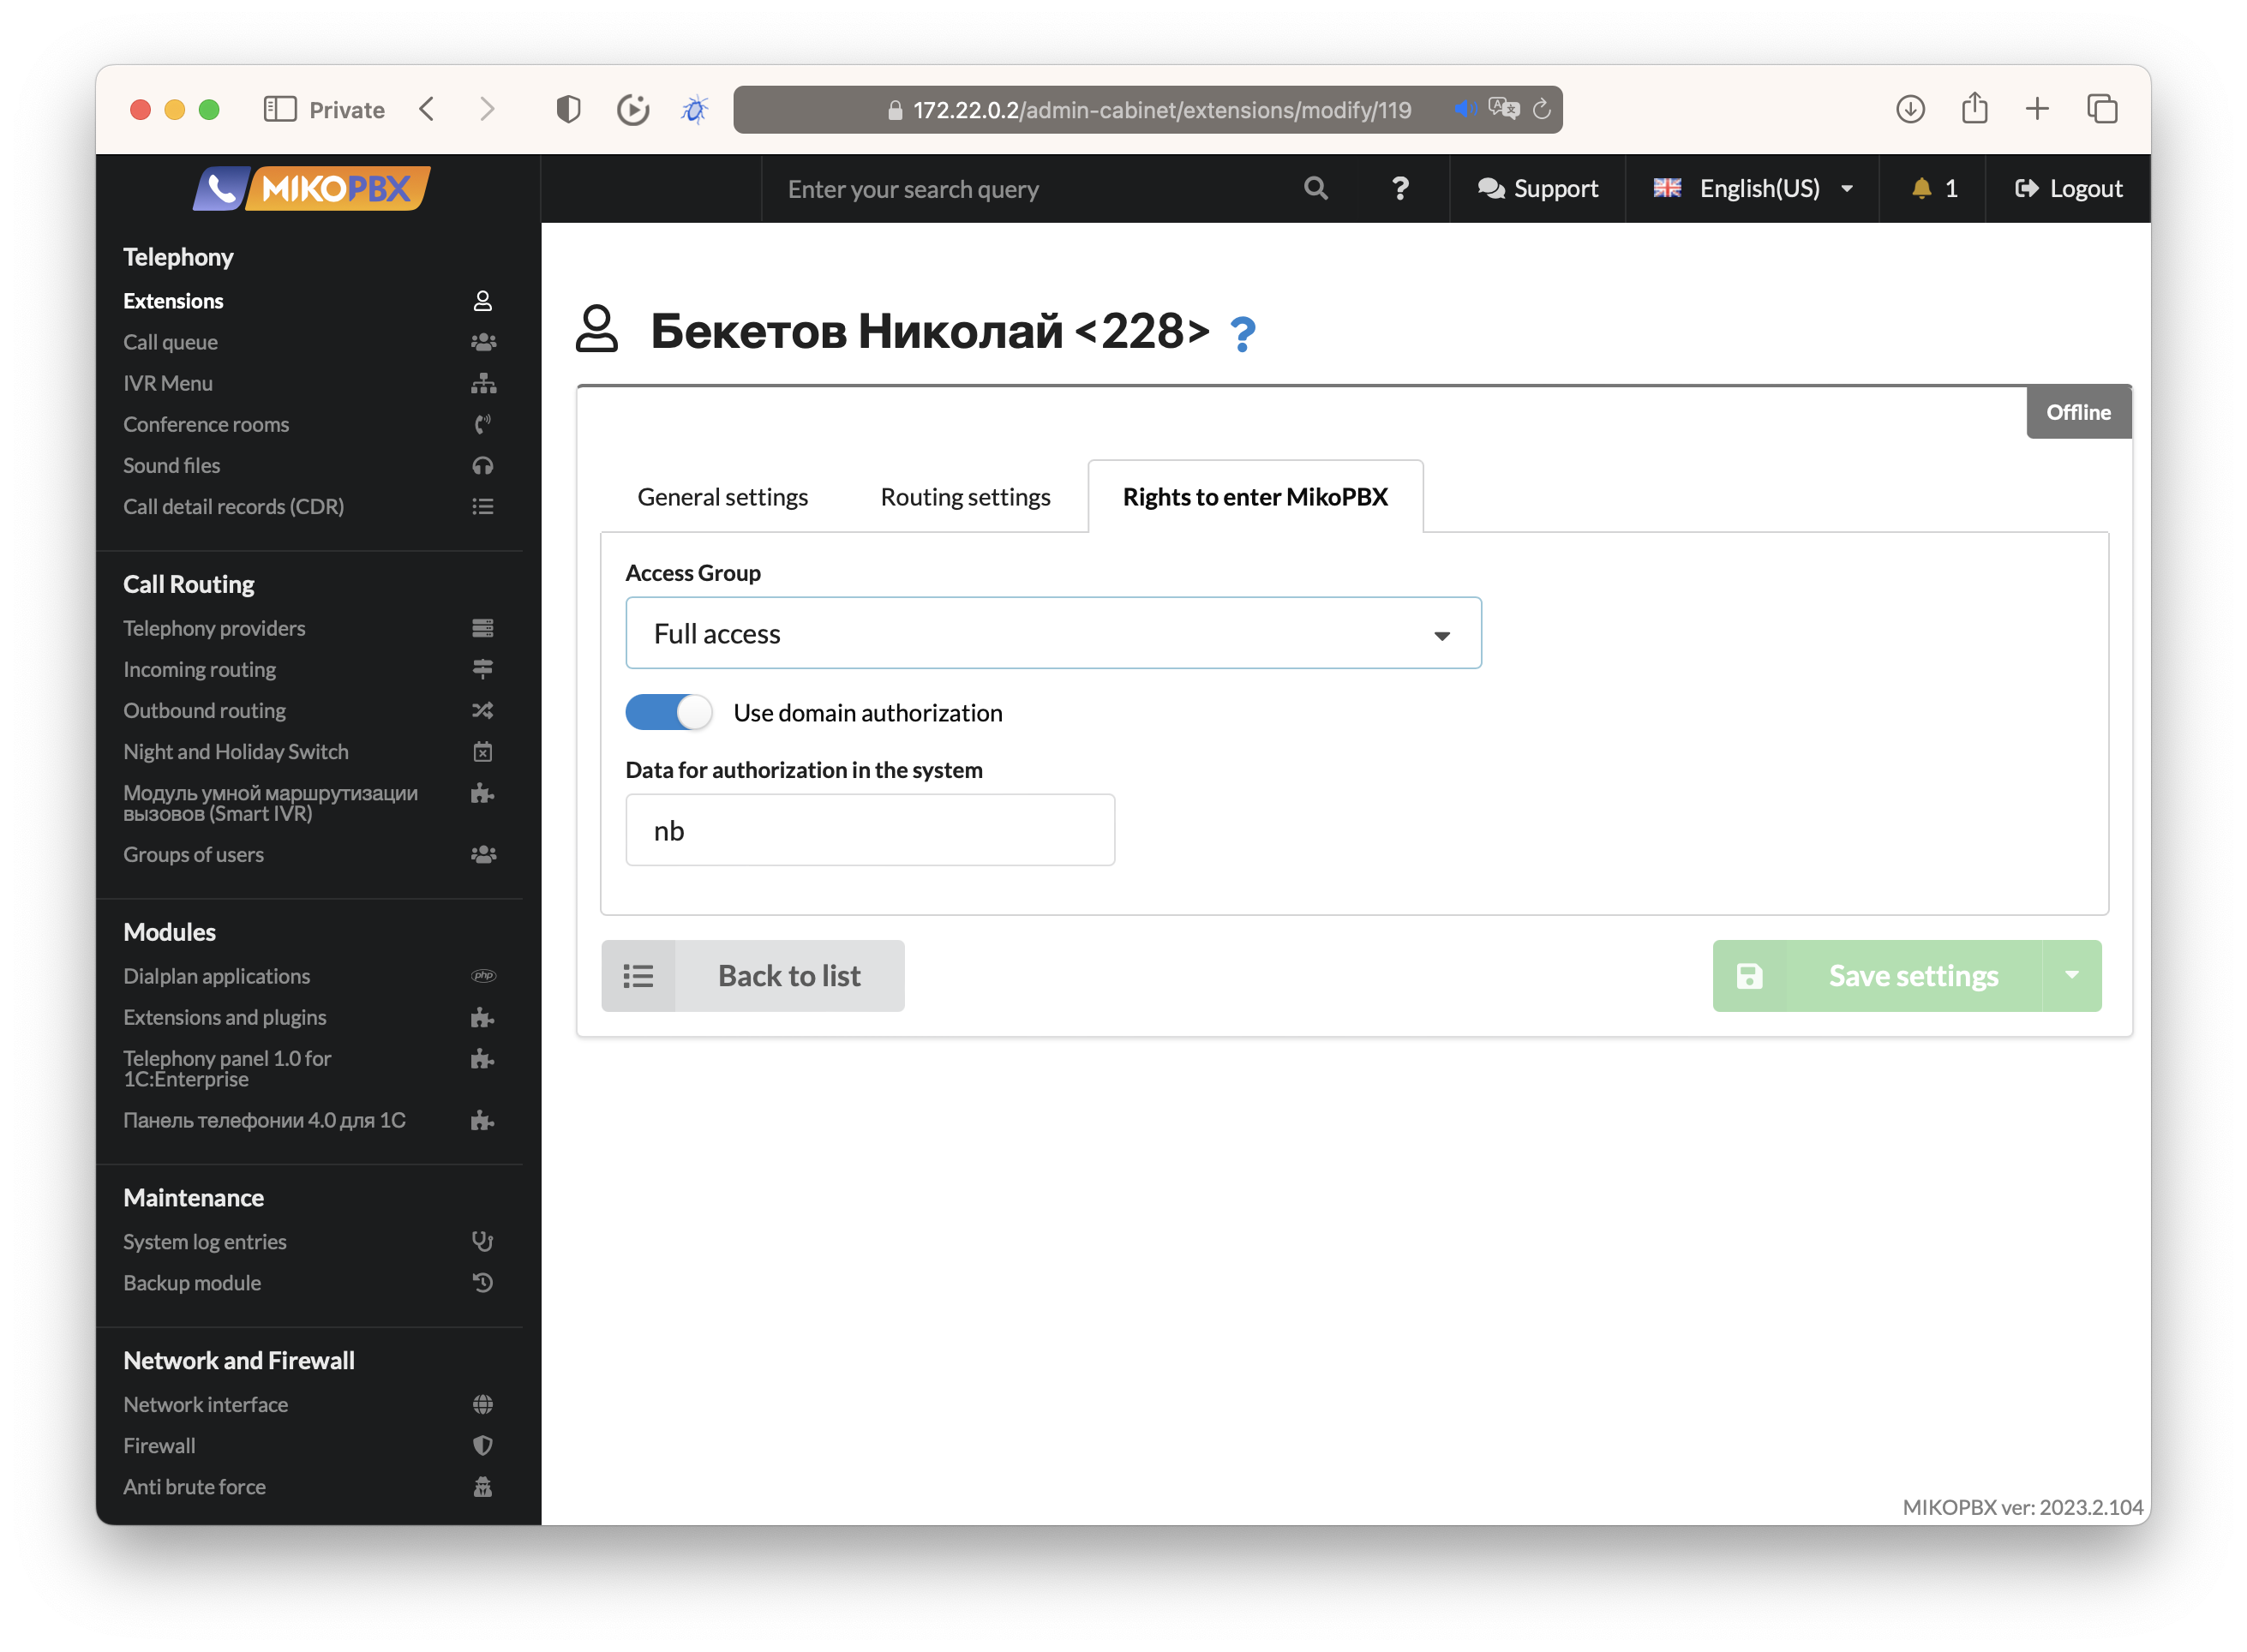 Private
172.22.0.2/admin-cabinet/extensions/modify/119
MIKOPBX
Enter your search query
?
Support
English(US)
1
Logout
Telephony
Extensions
Call queue
IVR Menu
Conference rooms
Sound files
Call detail records (CDR)
Call Routing
Telephony providers
Incoming routing
Outbound routing
Night and Holiday Switch
Модуль умной маршрутизации
вызовов (Smart IVR)
Groups of users
Modules
Dialplan applications
php
Extensions and plugins
Telephony panel 1.0 for
1C:Enterprise
Панель телефонии 4.0 для 1С
Maintenance
System log entries
Backup module
Network and Firewall
Network interface
Firewall
Anti brute force
Бекетов Николай <228> ?
Offline
General settings
Routing settings
Rights to enter MikoPBX
Access Group
Full access
Use domain authorization
Data for authorization in the system
nb
Back to list
Save settings
MIKOPBX ver: 2023.2.104